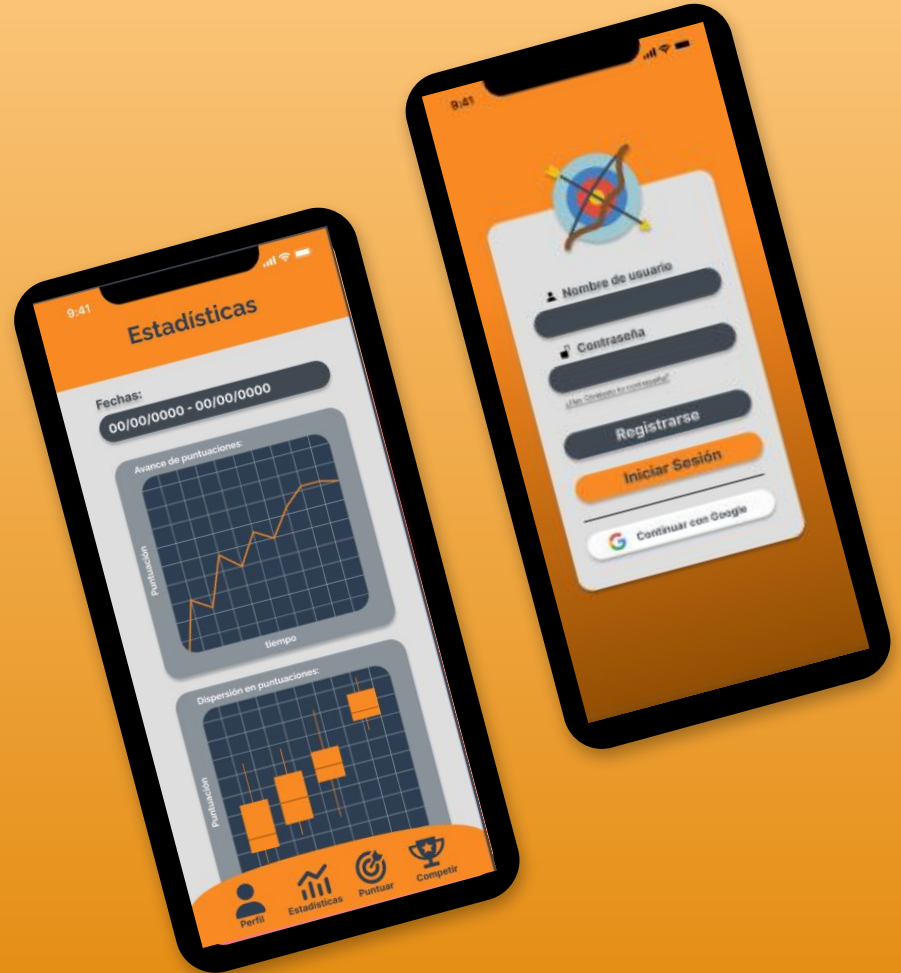 9:41
Estadísticas
Fechas:
00/00/0000 - 00/00/0000
Avance de puntuaciones:
Puntuación
tiempo
Dispersión en puntuaciones:
Puntuación
Perfil
Estadísticas
Puntuar
Competir
9:41
Nombre de usuario
Contraseña
contraseña?
Registrarse
Iniciar Sesión
G
Continuar con Google